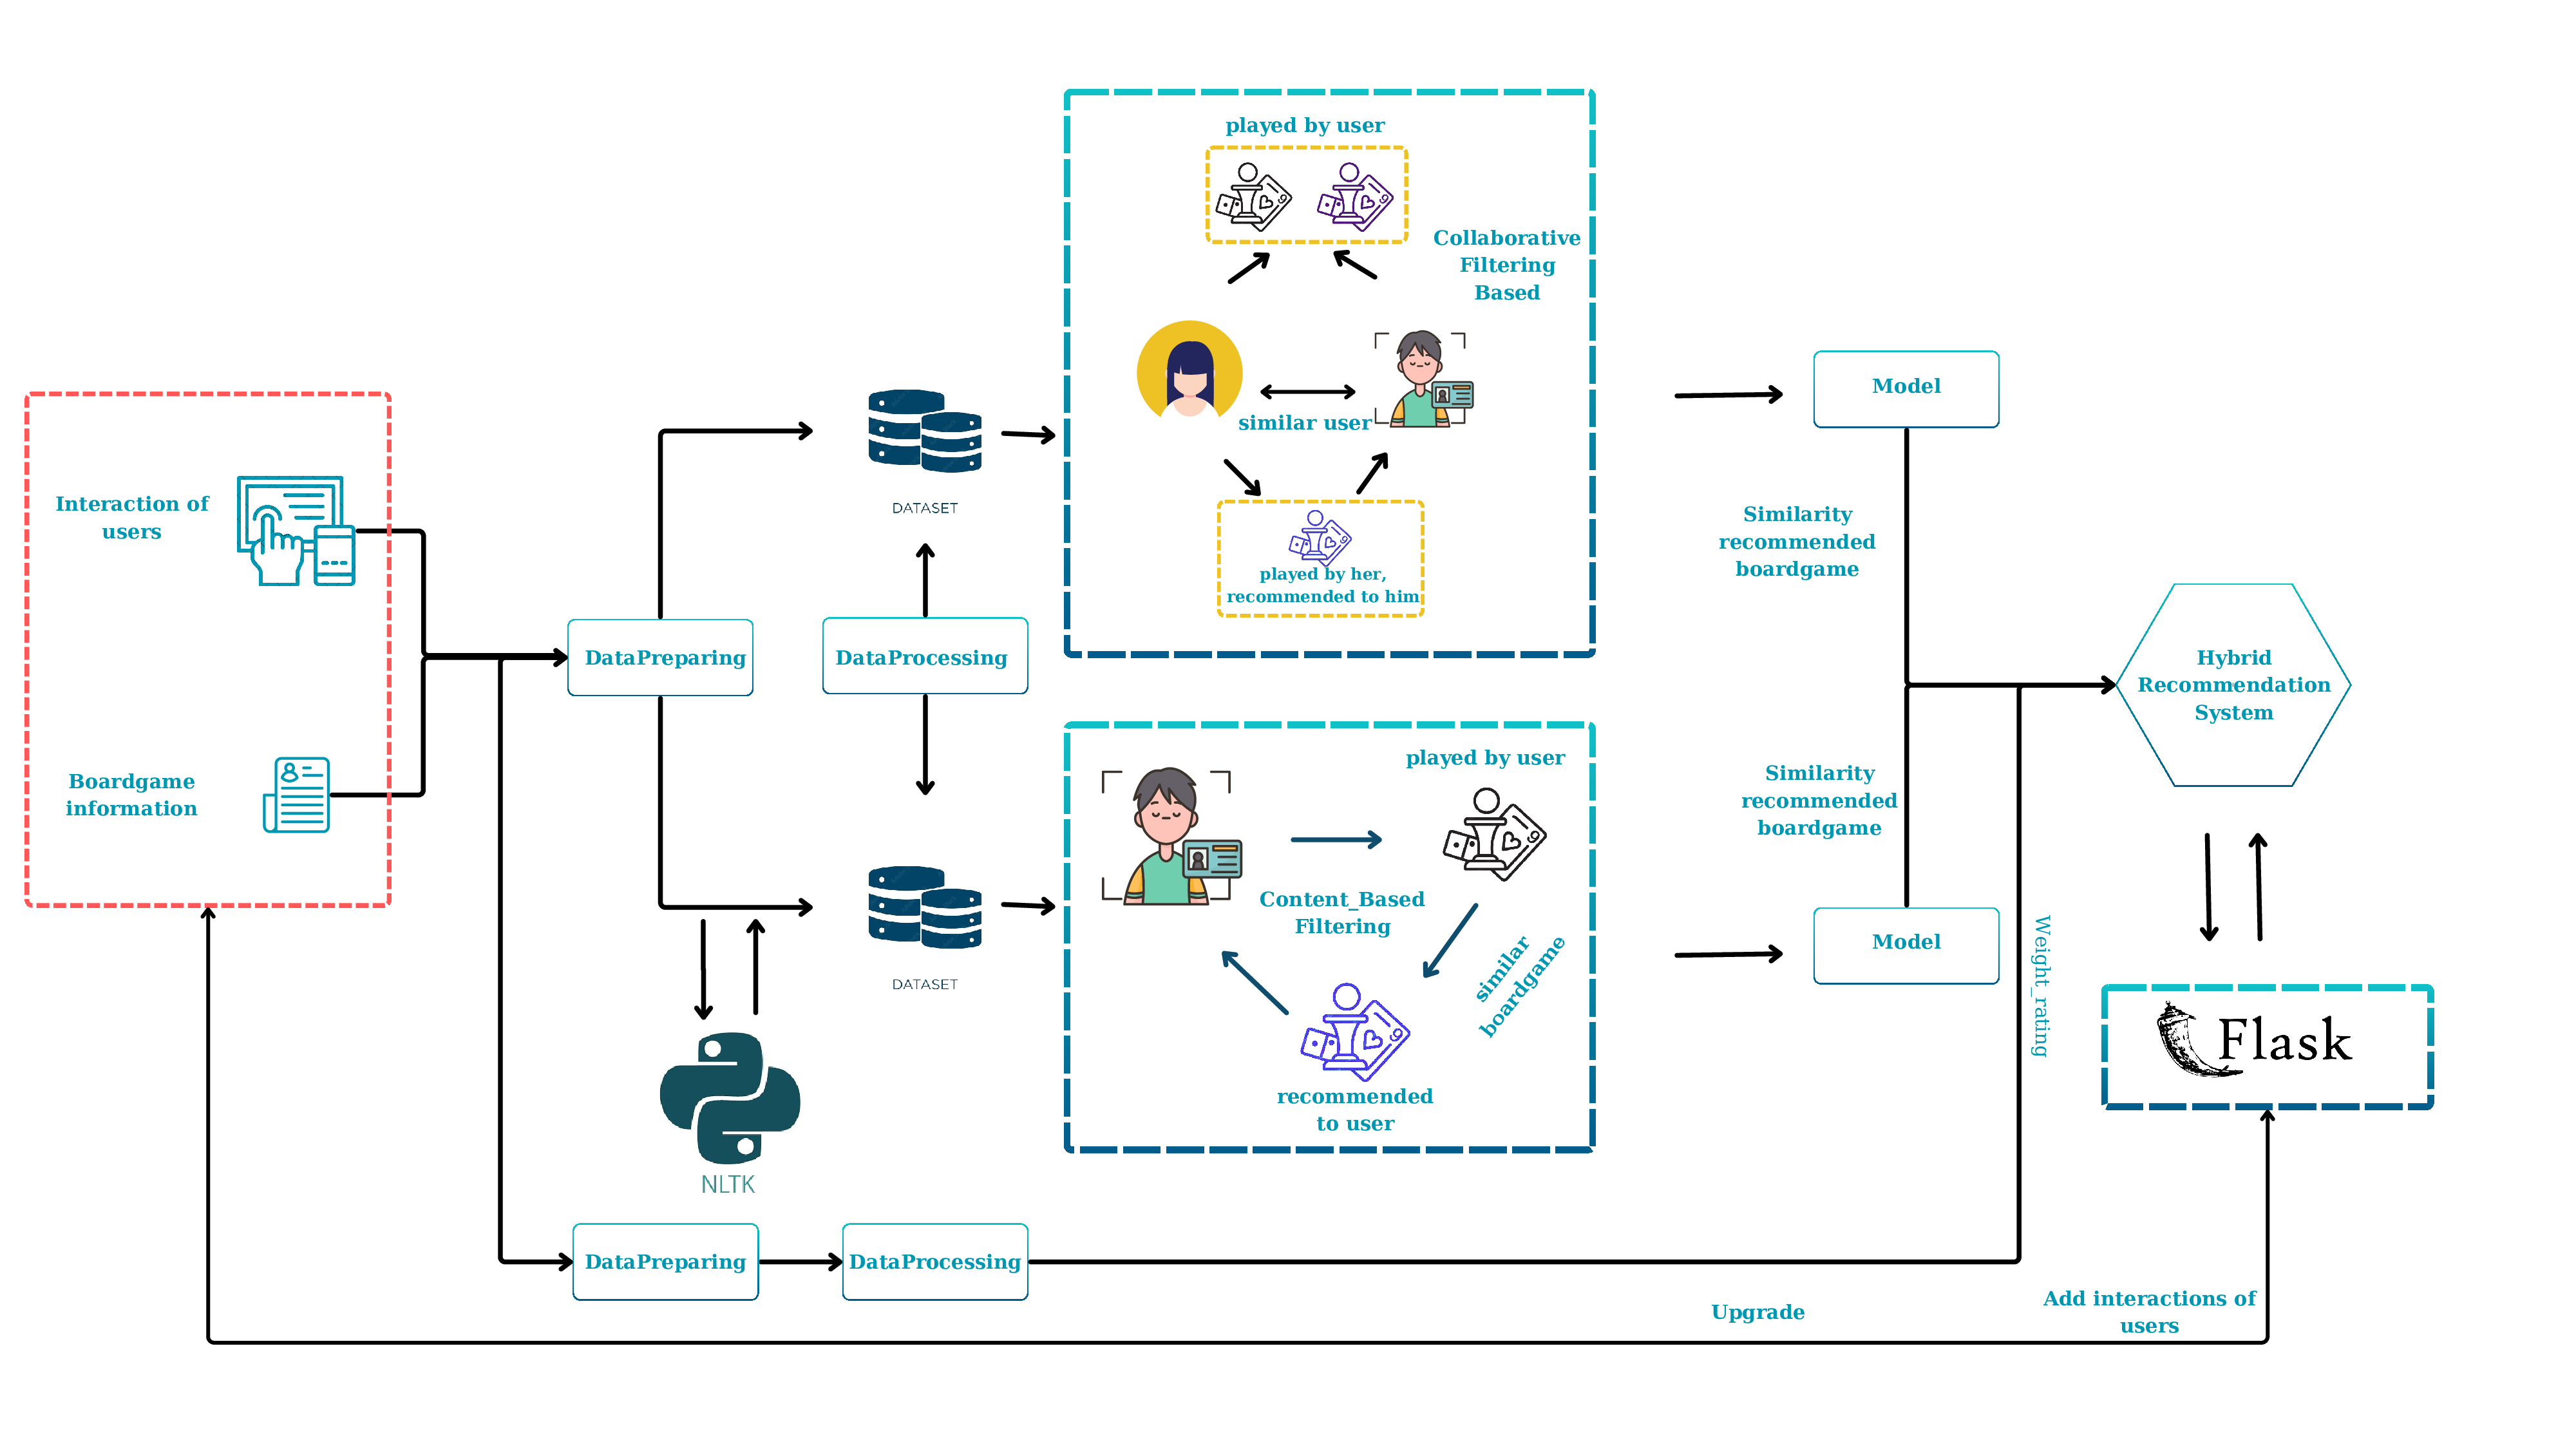 played by user
Collaborative
Filtering
Based
similar user
played by her,
recommended to him
Interaction of
users
Boardgame
information
DataPreparing
DataProcessing
DATASET
DATASET
NLTK
played by user
Content_Based
Filtering
similar
boardgame
recommended
to user
Model
Similarity
recommended
boardgame
Similarity
recommended
boardgame
Model
Hybrid
Recommendation
System
Weight_rating
Flask
DataPreparing
DataProcessing
Upgrade
Add interactions of
users